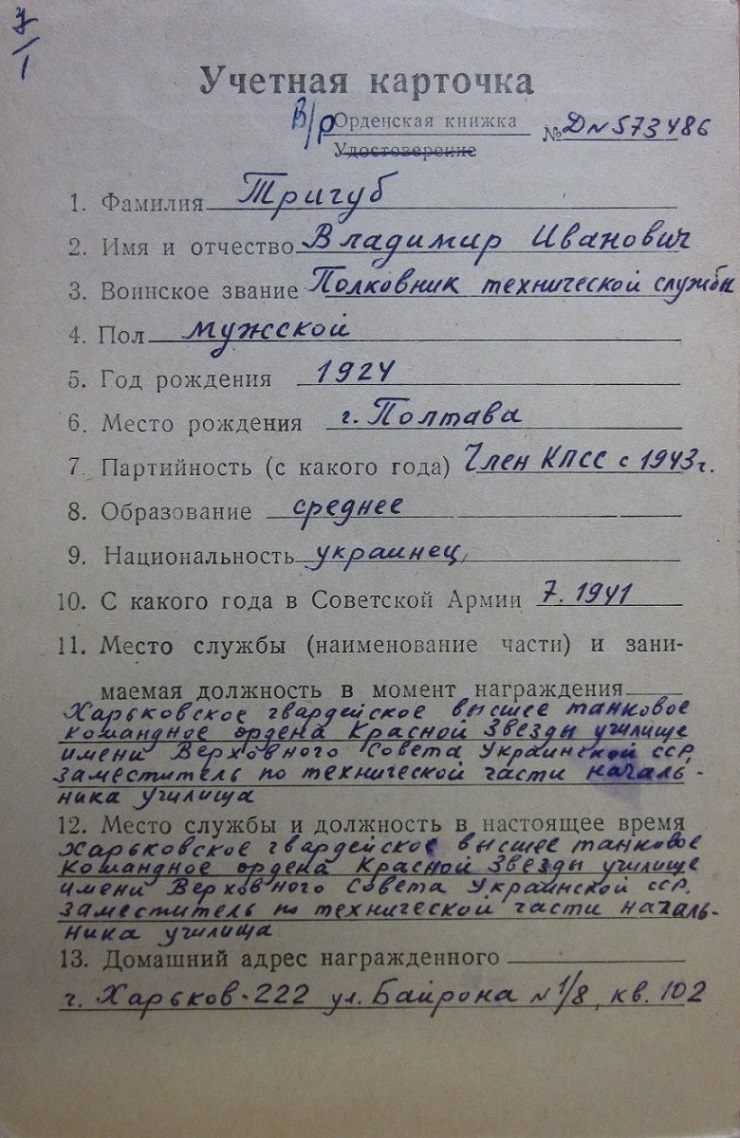 7
1
Учетная карточка
В/р Орденская книжка № ДN 573486
Удостоверение
1. Фамилия Тригуб
2. Имя и отчество Владимир Иванович
3. Воинское звание Полковник технической службы
4. Пол мужской
5. Год рождения 1924
6. Место рождения г. Полтава
7. Партийность (с какого года) Член КПСС с 1943 г.
8. Образование среднее
9. Национальность украинец
10. С какого года в Советской Армии 7. 1941
11. Место службы (наименование части) и зани-
маемая должность в момент награждения
Харьковское гвардейское высшее танковое
командное ордена Красной Звезды училище
имени Верховного Совета Украинской ССР,
заместитель по технической части началь-
ника училища
12. Место службы и должность в настоящее время
Харьковское гвардейское высшее танковое
командное ордена Красной Звезды училище
имени Верховного Совета Украинской ССР,
заместитель по технической части началь-
ника училища
13. Домашний адрес награжденного
г. Харьков-222 ул. Байрона N 1/8, кв. 102